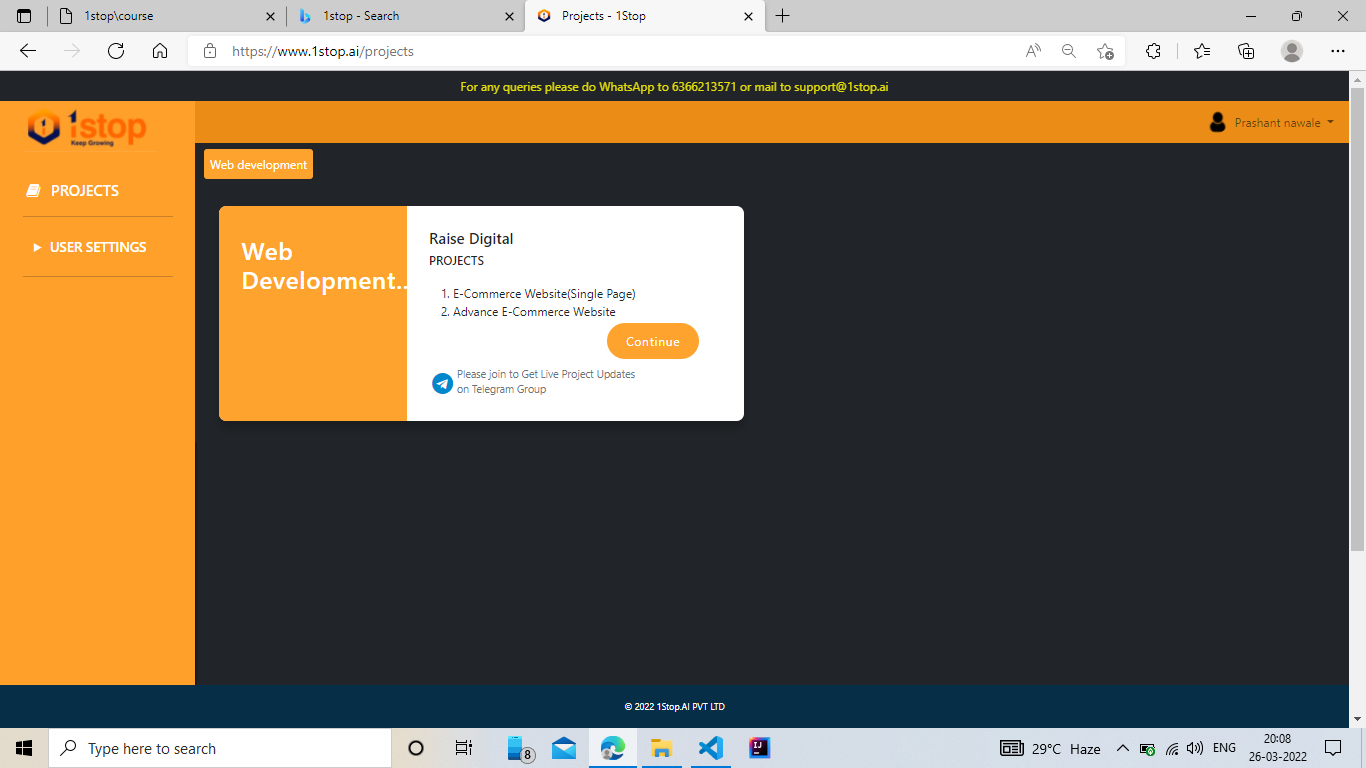 1stop\course
1stop - Search
Projects - 1Stop
https://www.1stop.ai/projects
For any queries please do WhatsApp to 6366213571 or mail to support@1stop.ai
1stop
Keep Growing
Prashant nawale
PROJECTS
USER SETTINGS
Web development
Web
Development..
Raise Digital
PROJECTS
1. E-Commerce Website(Single Page)
2. Advance E-Commerce Website
Continue
Please join to Get Live Project Updates
on Telegram Group
© 2022 1Stop.AI PVT LTD
Type here to search
8
29°C Haze
ENG
20:08
26-03-2022